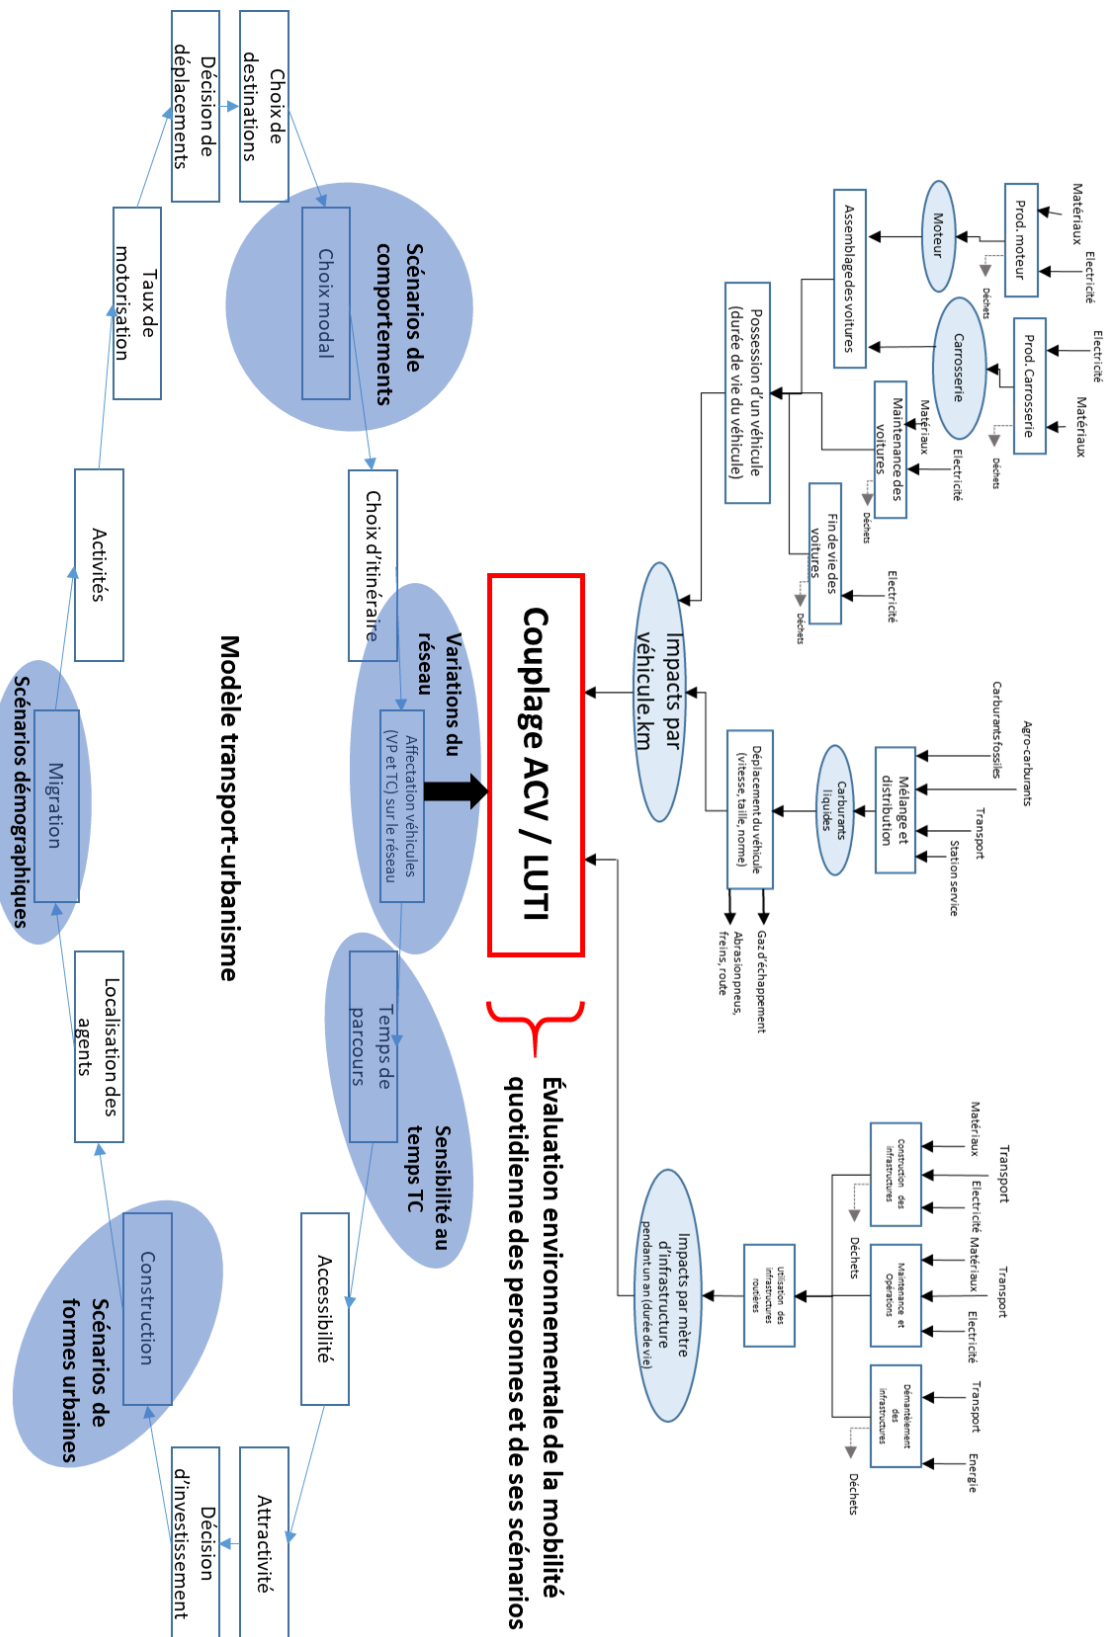 Matériaux
Electricité
Prod. moteur
Déchets
Moteur
Electricité
Matériaux
Prod. Carrosserie
Déchets
Carrosserie
Assemblage des voitures
Matériaux
Electricité
Maintenance des
voitures
Déchets
Electricité
Fin de vie des
voitures
Déchets
Possession d'un véhicule
(durée de vie du véhicule)
Agro-carburants
Carburants fossiles
Transport
Station service
Mélange et
distribution
Carburants
liquides
Déplacement du véhicule
(vitesse, taille, norme)
Gaz d'échappement
Abrasion pneus,
freins, route
Transport
Matériaux
Electricité
Construction des
infrastructures
Déchets
Transport
Matériaux
Electricité
Maintenance et
Opérations
Transport
Energie
Démantèlement
des
infrastructures
Déchets
Utilisation des
infrastructures
routières
Impacts par
véhicule.km
Impacts par mètre
d'infrastructure
pendant un an (durée de vie)
Couplage ACV / LUTI
Évaluation environnementale de la mobilité
quotidienne des personnes et de ses scénarios
Scénarios de
comportements
Variations du
réseau
Sensibilité au
temps TC
Choix de
destinations
Choix modal
Choix d'itinéraire
Affectation véhicules
(VP et TC) sur le réseau
Temps de
parcours
Accessibilité
Attractivité
Décision de
déplacements
Décision
d'investissement
Modèle transport-urbanisme
Taux de
motorisation
Activités
Migration
Localisation des
agents
Construction
Scénarios démographiques
Scénarios de
formes urbaines